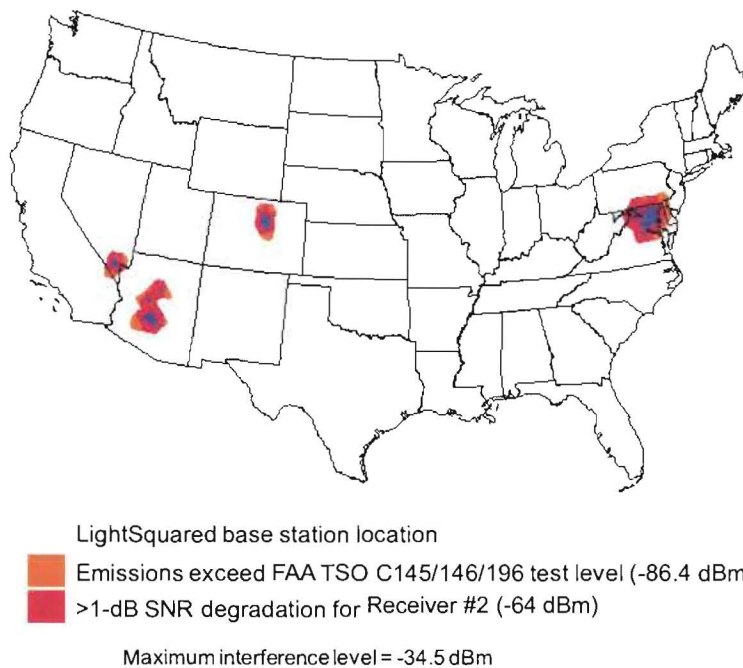 LightSquared base station location
Emissions exceed FAA TSO C145/146/196 test level (-86.4 dBm
>1-dB SNR degradation for Receiver #2 (-64 dBm)
Maximum interference level = -34.5 dBm